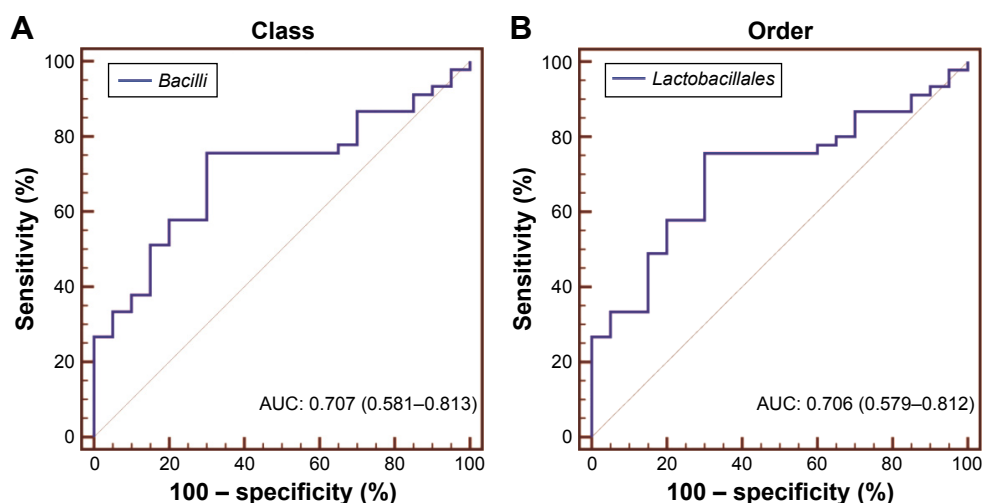 A
Class
Bacilli
Sensitivity (%)
100
80
60
40
20
0
AUC: 0.707 (0.581–0.813)
0 20 40 60 80 100
100 – specificity (%)
B
Order
Lactobacillales
Sensitivity (%)
100
80
60
40
20
0
AUC: 0.706 (0.579–0.812)
0 20 40 60 80 100
100 – specificity (%)